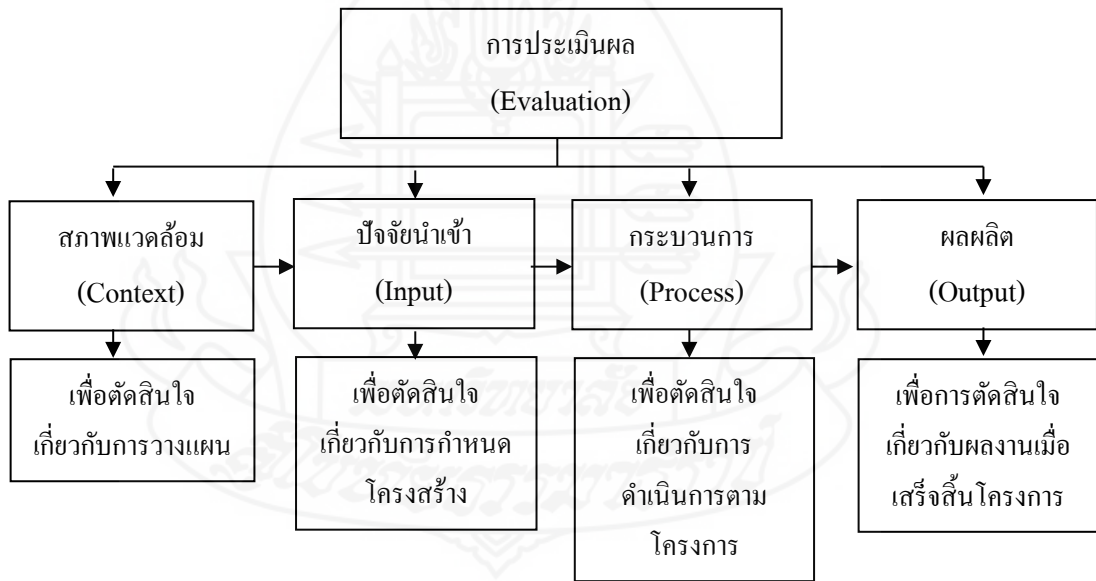 การประเมินผล
(Evaluation)
สภาพแวดล้อม
(Context)
ปัจจัยนำเข้า
(Input)
กระบวนการ
(Process)
ผลผลิต
(Output)
เพื่อตัดสินใจ
เกี่ยวกับการวางแผน
เพื่อตัดสินใจ
เกี่ยวกับการกำหนด
โครงสร้าง
เพื่อตัดสินใจ
เกี่ยวกับการ
ดำเนินการตาม
โครงการ
เพื่อการตัดสินใจ
เกี่ยวกับผลงานเมื่อ
เสร็จสิ้นโครงการ